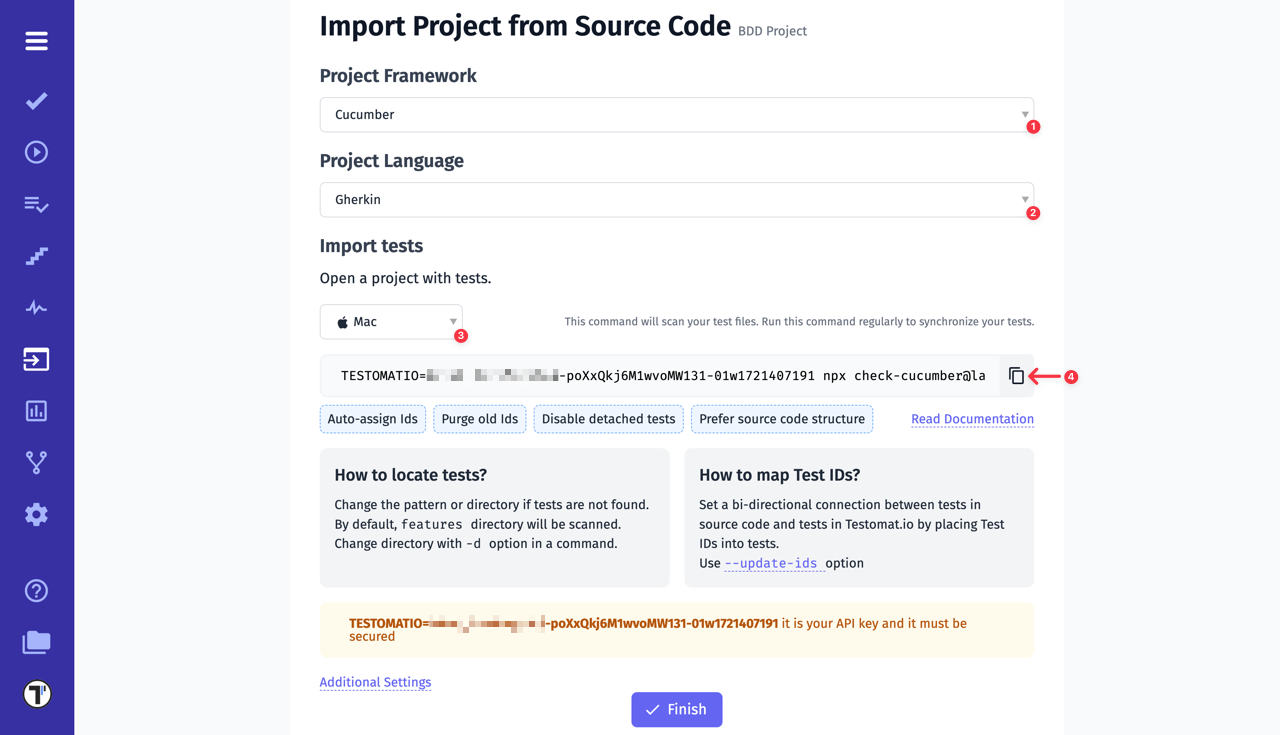 Import Project from Source Code BDD Project
Project Framework
Cucumber
1
Project Language
Gherkin
2
Import tests
Open a project with tests.
Mac
3
This command will scan your test files. Run this command regularly to synchronize your tests.
TESTOMATIO= -poXxQkj6M1wvoMW131-01w1721407191 npx check-cucumber@la
4
Auto-assign Ids Purge old Ids Disable detached tests Prefer source code structure Read Documentation
How to locate tests?
Change the pattern or directory if tests are not found.
By default, features directory will be scanned.
Change directory with -d option in a command.
How to map Test IDs?
Set a bi-directional connection between tests in
source code and tests in Testomat.io by placing Test
IDs into tests.
Use --update-ids option
TESTOMATIO= -poXxQkj6M1wvoMW131-01w1721407191 it is your API key and it must be
secured
Additional Settings
Finish